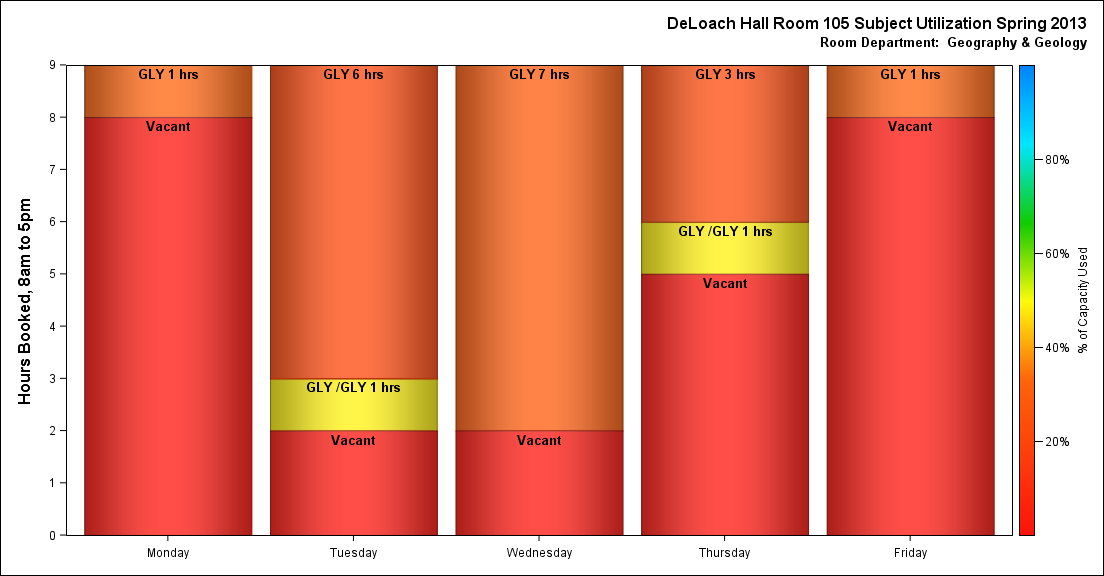 DeLoach Hall Room 105 Subject Utilization Spring 2013
Room Department:  Geography & Geology
Hours Booked, 8am to 5pm
9
8
7
6
5
4
3
2
1
0
GLY 1 hrs
Vacant
GLY 6 hrs
GLY /GLY 1 hrs
Vacant
GLY 7 hrs
Vacant
GLY 3 hrs
GLY /GLY 1 hrs
Vacant
GLY 1 hrs
Vacant
Monday
Tuesday
Wednesday
Thursday
Friday
80%
60%
40%
20%
% of Capacity Used